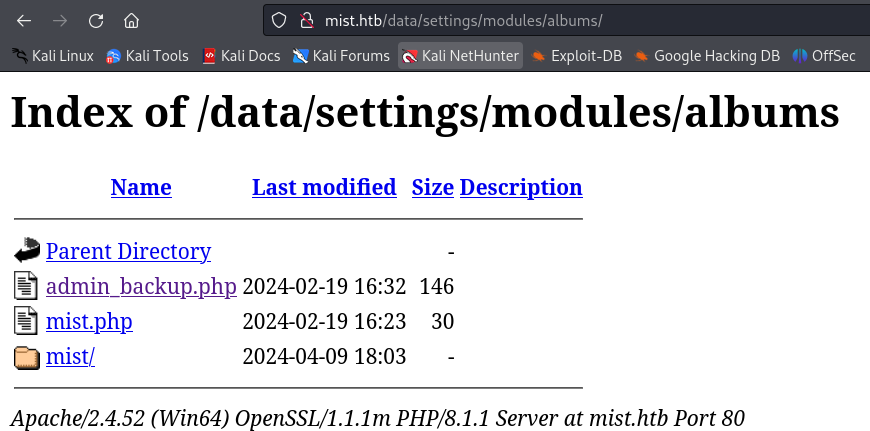 mist.htb/data/settings/modules/albums/
Kali Linux Kali Tools Kali Docs Kali Forums Kali NetHunter Exploit-DB Google Hacking DB OffSec
Index of /data/settings/modules/albums
Name Last modified Size Description
Parent Directory -
admin_backup.php 2024-02-19 16:32 146
mist.php 2024-02-19 16:23 30
mist/ 2024-04-09 18:03 -
Apache/2.4.52 (Win64) OpenSSL/1.1.1m PHP/8.1.1 Server at mist.htb Port 80